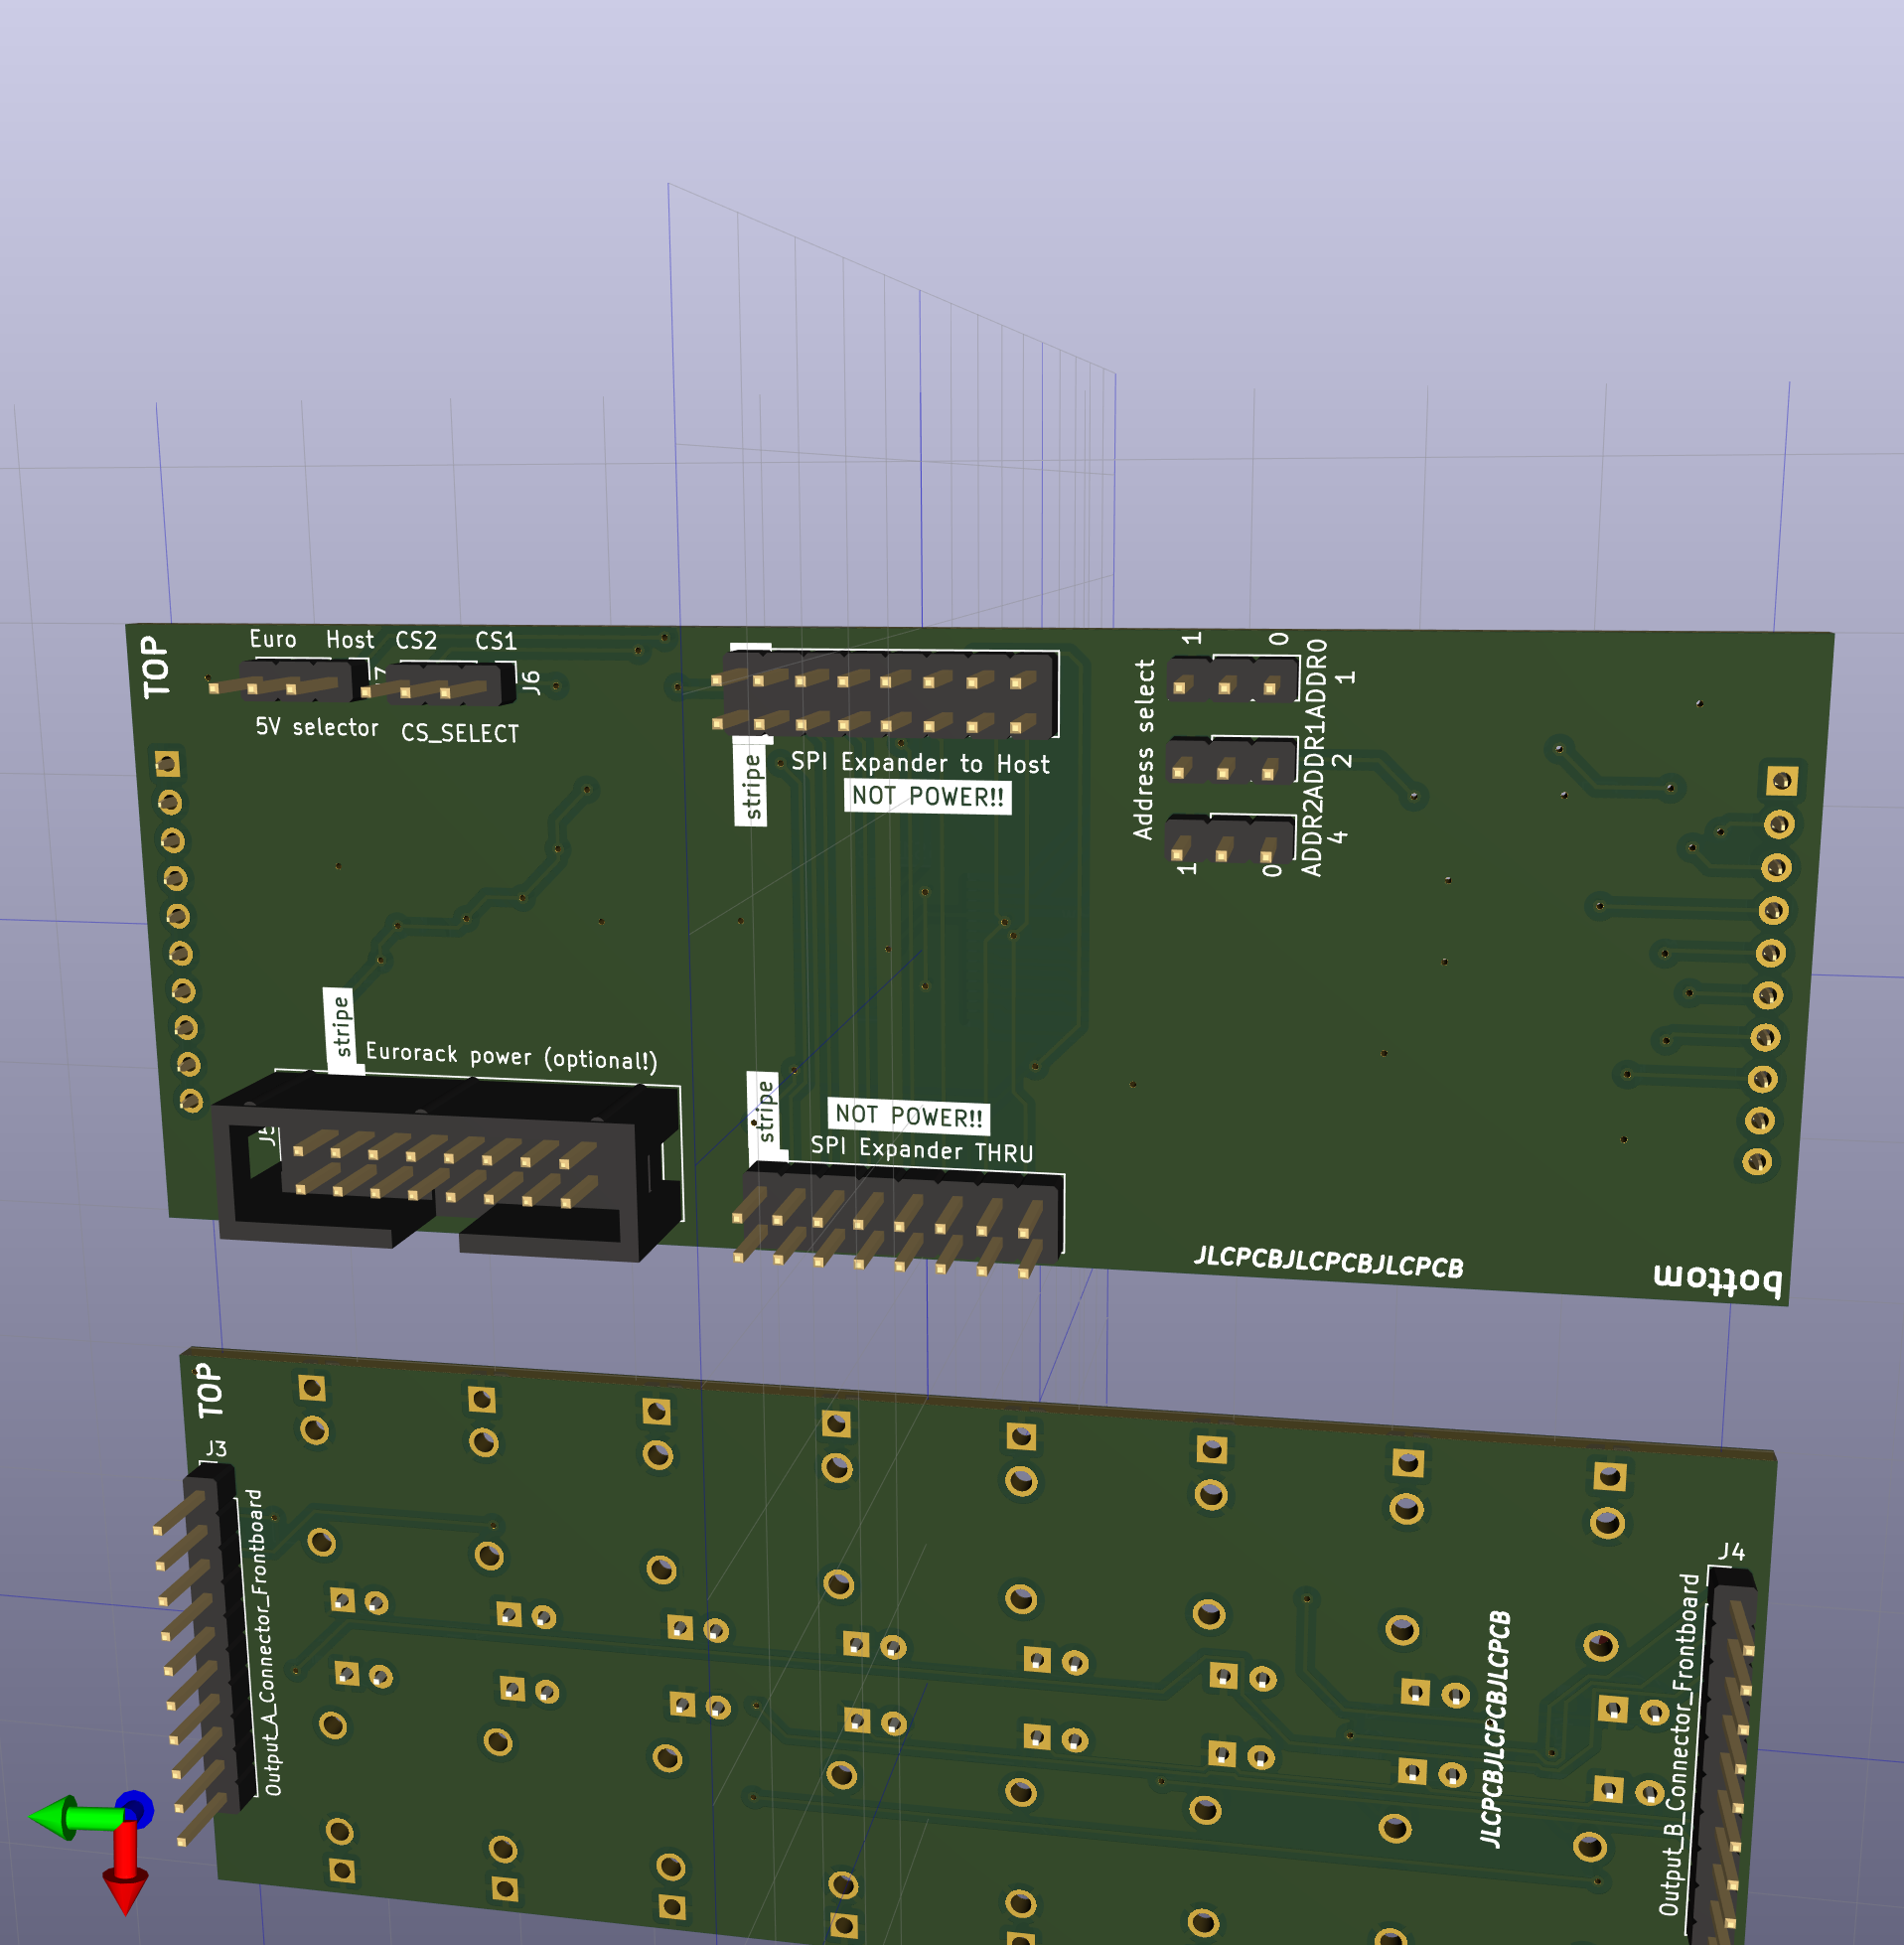 TOP
Euro Host CS2 CS1
7
J6
5V selector
CS_SELECT
stripe
SPI Expander to Host
NOT POWER!!
Address select
1 0
ADDR2ADDR1ADDR0
1
2
4
1 0
stripe
Eurorack power (optional!)
stripe
NOT POWER!!
SPI Expander THRU
JLCPCBJLCPCBJLCPCB
bottom
TOP
J3
Output_A_Connector_Frontboard
J4
Output_B_Connector_Frontboard
JLCPCBJLCPCBJLCPCB